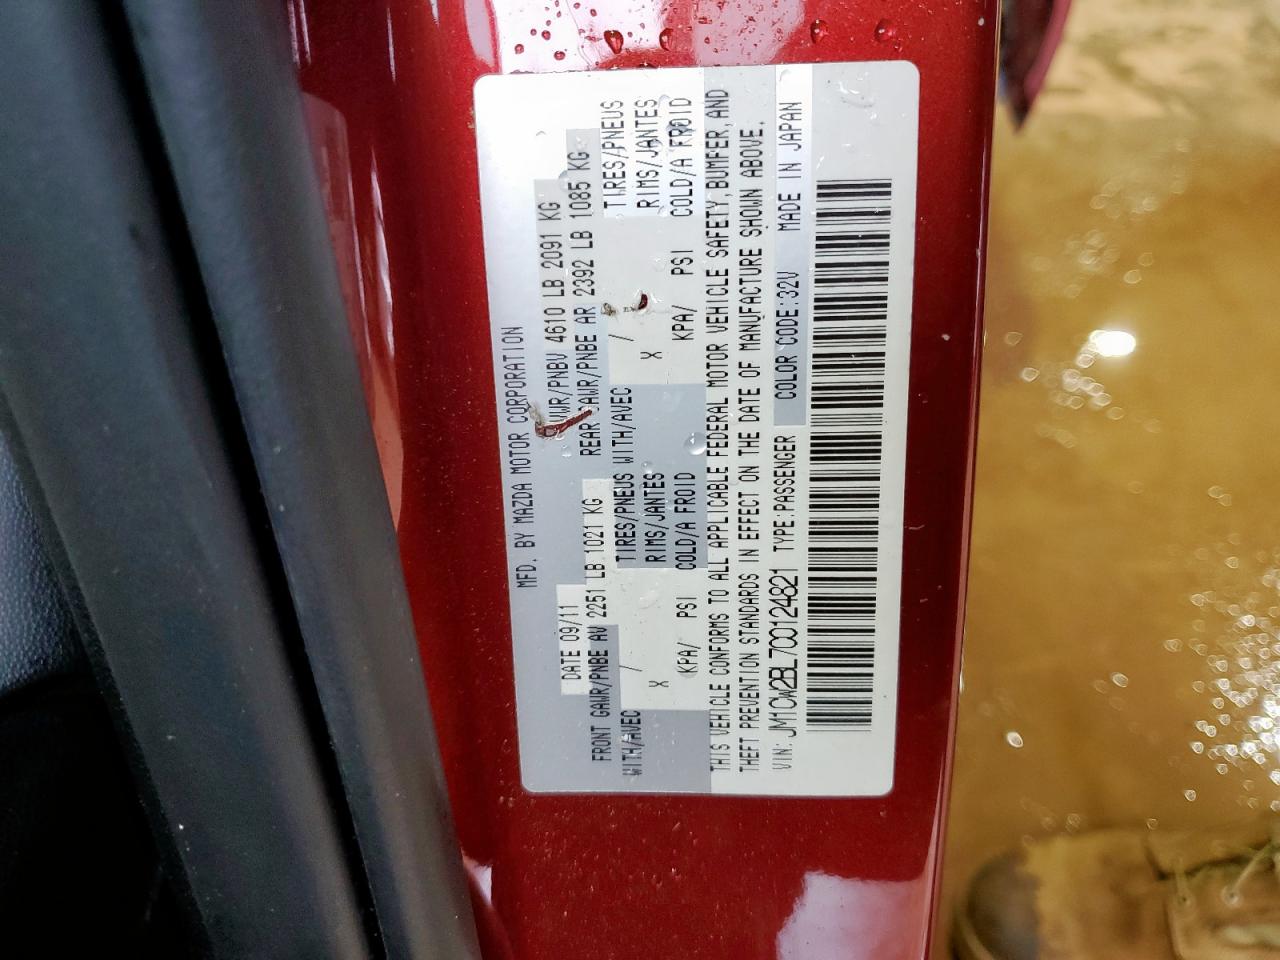 MFD. BY MAZDA MOTOR CORPORATION
DATE 09/11 GVWR/PNBV 4610 LB 2091 KG
FRONT GAWR/PNBE AV 2251 LB 1021 KG REAR GAWR/PNBE AR 2392 LB 1085 KG
WITH/AVEC / TIRES/PNEUS WITH/AVEC / TIRES/PNEUS
X RIMS/JANTES X RIMS/JANTES
KPA/ PSI COLD/A FROID KPA/ PSI COLD/A FROID
THIS VEHICLE CONFORMS TO ALL APPLICABLE FEDERAL MOTOR VEHICLE SAFETY, BUMPER, AND
THEFT PREVENTION STANDARDS IN EFFECT ON THE DATE OF MANUFACTURE SHOWN ABOVE.
VIN: JM1CW2BL7C0124821 TYPE:PASSENGER COLOR CODE:32V MADE IN JAPAN